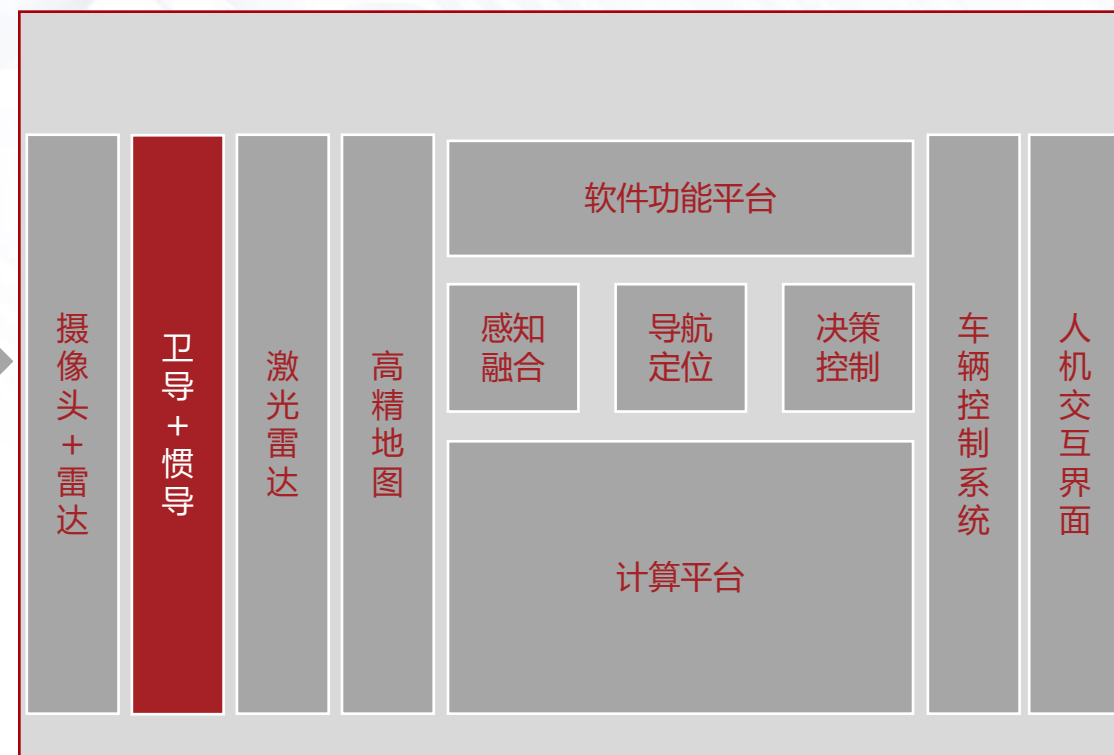 摄像头+雷达
卫导+惯导
激光雷达
高精地图
软件功能平台
感知
融合
导航
定位
决策
控制
计算平台
车辆控制系统
人机交互界面